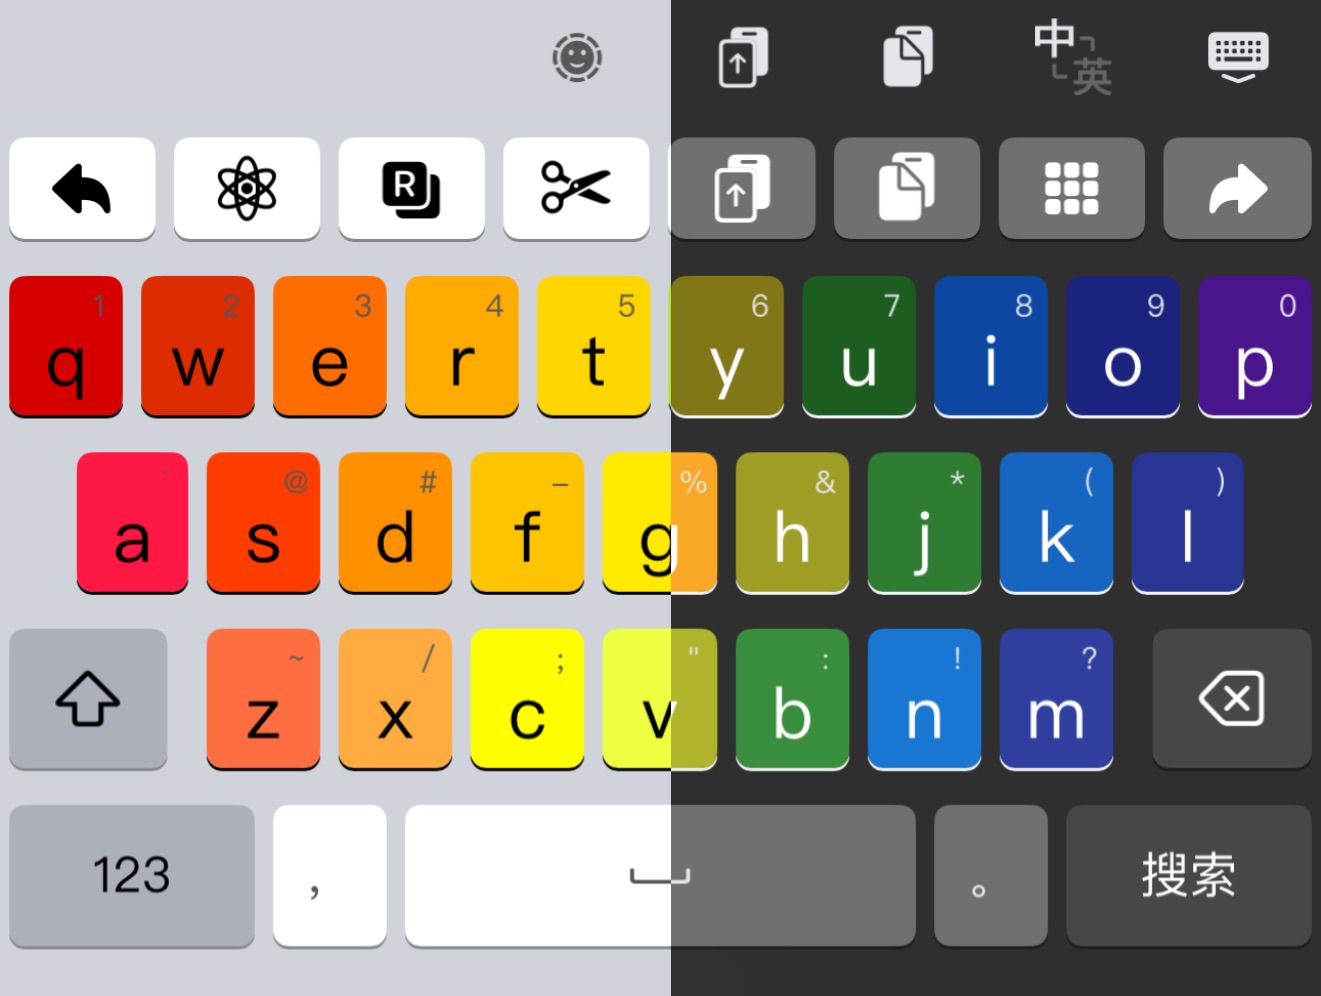 中
英
R
1 2 3 4 5 6 7 8 9 0
q w e r t y u i o p
` @ # – % & * ( )
a s d f g h j k l
~ / ; " : ! ?
z x c v b n m
123 , 。 搜索